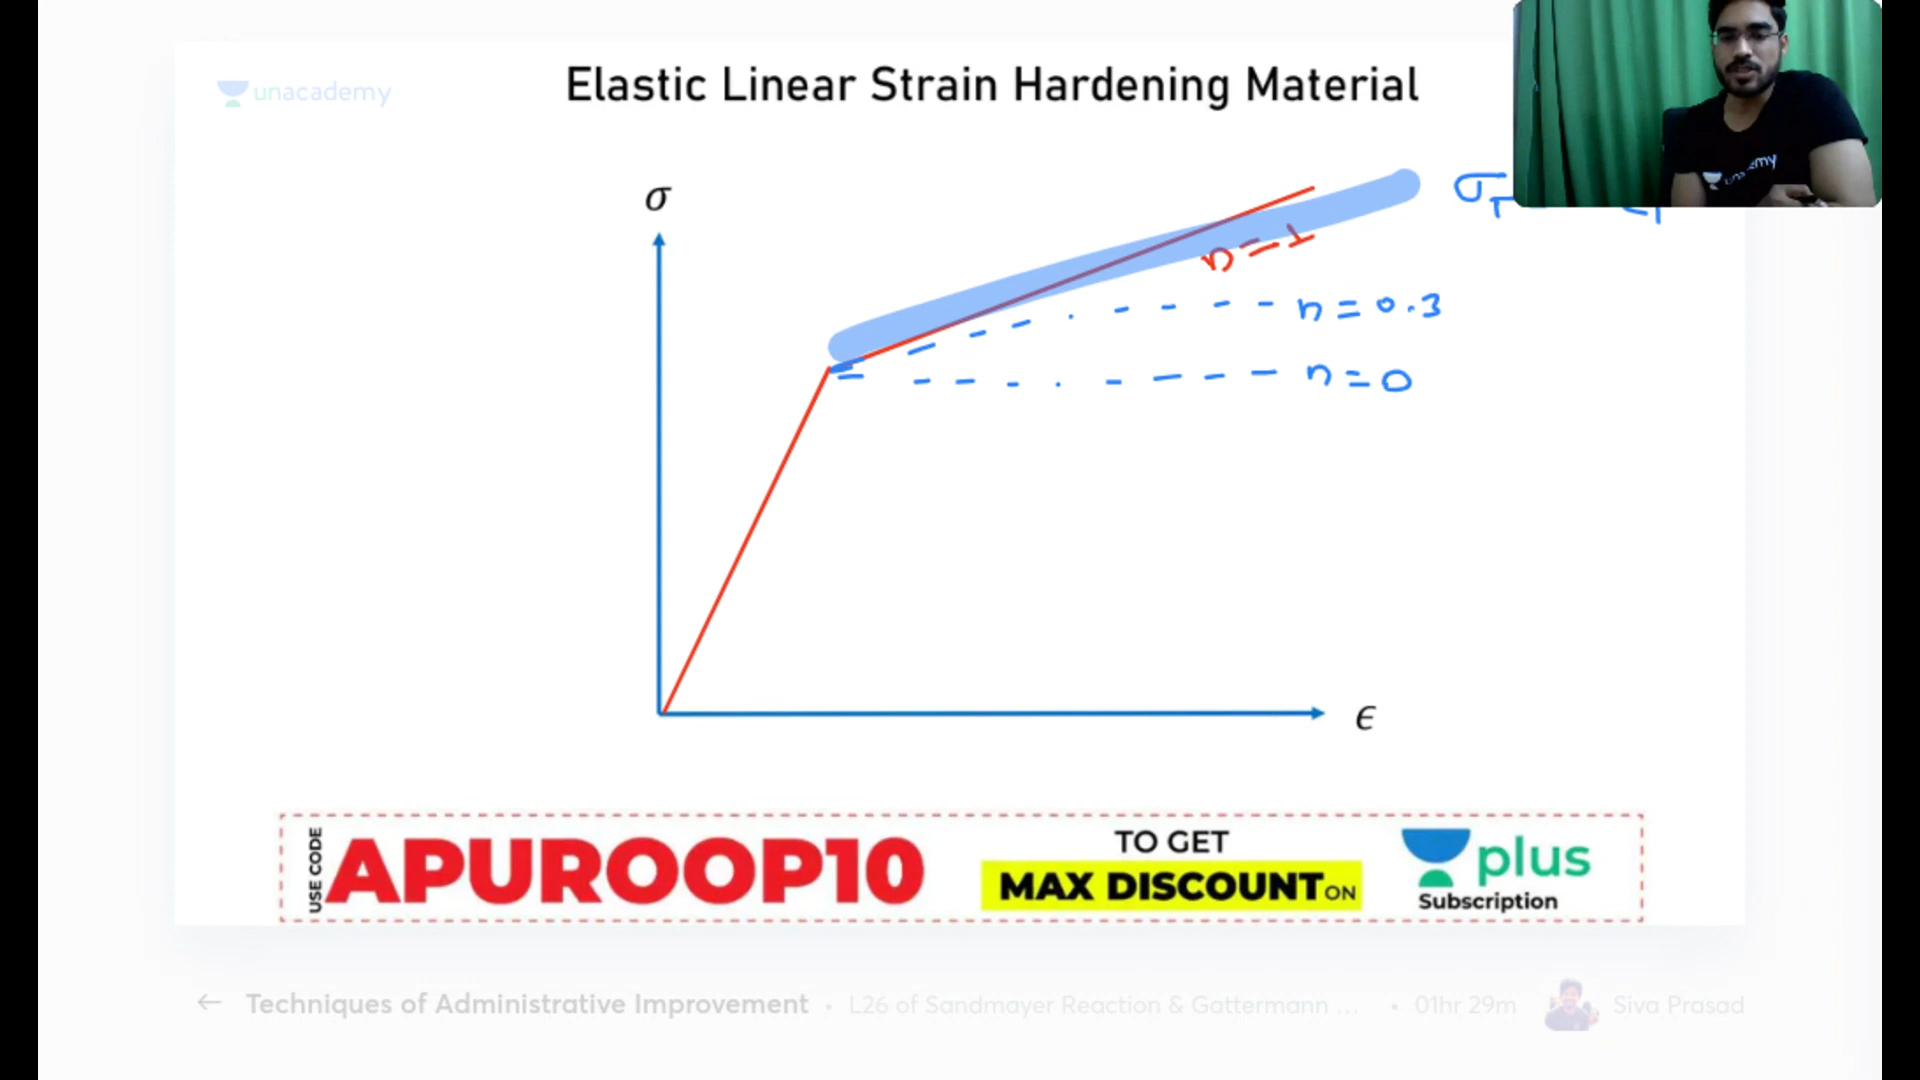 unacademy
Elastic Linear Strain Hardening Material
σ
σT
n=1
n = 0.3
n = 0
ϵ
USE CODE
APUROOP10
TO GET
MAX DISCOUNT ON
plus
Subscription
← Techniques of Administrative Improvement • L26 of Sandmayer Reaction & Gattermann ... • 01hr 29m Siva Prasad